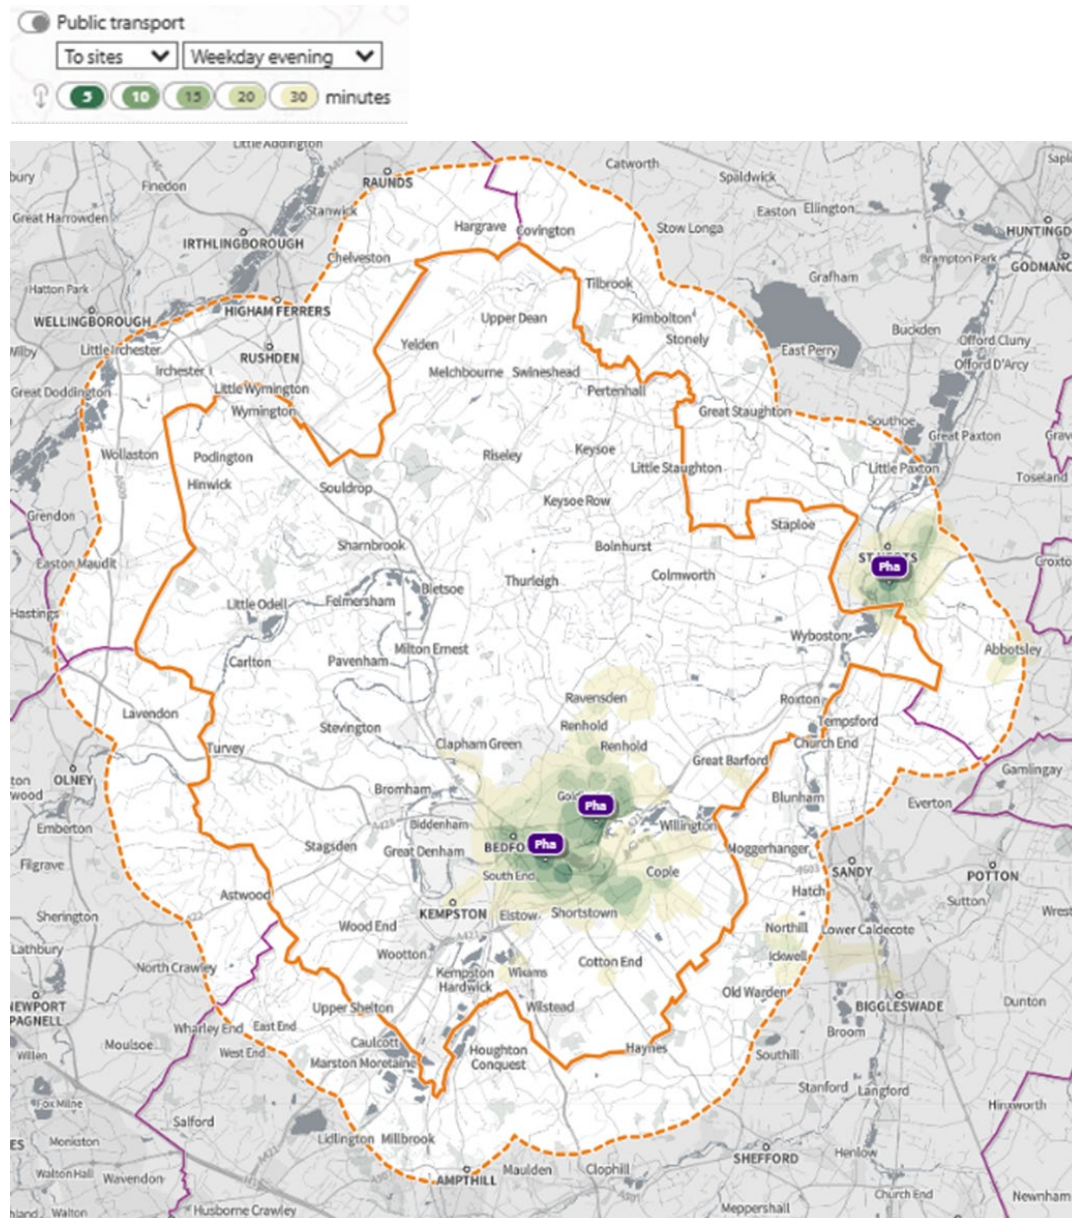 Public transport
To sites Weekday evening
5 10 15 20 30 minutes
Little Addington
Catworth
Finedon
RAUNDS
Spaldwick
Great Harrowden
Stanwick
Easton Ellington
Hargrave
Covington
Stow Longa
IRTHLINGBOROUGH
Chelveston
Brampton Park
Hatton Park
Tilbrook
Grafham
WELLINGBOROUGH
HIGHAM FERRERS
Upper Dean
Kimbolton
Buckden
Little Irchester
RUSHDEN
Yelden
Stonely
East Perry
Offord Cluny
Irchester
Melchbourne
Swineshead
Offord D'Arcy
Great Doddington
Little Wymington
Pertenhall
Wymington
Great Staughton
Southoe
Great Paxton
Wollaston
Podington
Riseley
Keysoe
Little Staughton
Little Paxton
Toseland
Hinwick
Souldrop
Keysoe Row
Grendon
Staploe
Sharnbrook
Bolnhurst
Easton Maudit
Pha
Bletsoe
Thurleigh
Colmworth
Hastings
Little Odell
Felmersham
Wyboston
Milton Ernest
Abbotsley
Carlton
Pavenham
Ravensden
Roxton
Lavendon
Stevington
Renhold
Tempsford
Turvey
Clapham Green
Renhold
Church End
Great Barford
Gamlingay
OLNEY
Bromham
Blunham
Everton
Emberton
Pha
Biddenham
Willington
Filgrave
Stagsden
Great Denham
Pha
Moggerhanger
SANDY
POTTON
South End
Cople
Astwood
Hatch
Sutton
Sherington
KEMPSTON
Elstow
Shortstown
Wood End
Northill
Lower Caldecote
Lathbury
Wootton
Ickwell
North Crawley
Kempston
Hardwick
Wixams
Cotton End
Old Warden
BIGGLESWADE
Dunton
Upper Shelton
Wilstead
Wharley End
East End
Broom
Moulsoe
West End
Caulcott
Houghton
Conquest
Haynes
Southill
Willen
Marston Moretaine
Stanford
Langford
Fox Milne
Hinxworth
Salford
Monkston
Lidlington
Millbrook
Henlow
SHEFFORD
Walton Hall
Wavendon
AMPTHILL
Maulden
Clophill
Church End
Newnham
Walton
Husborne Crawley
Meppershall